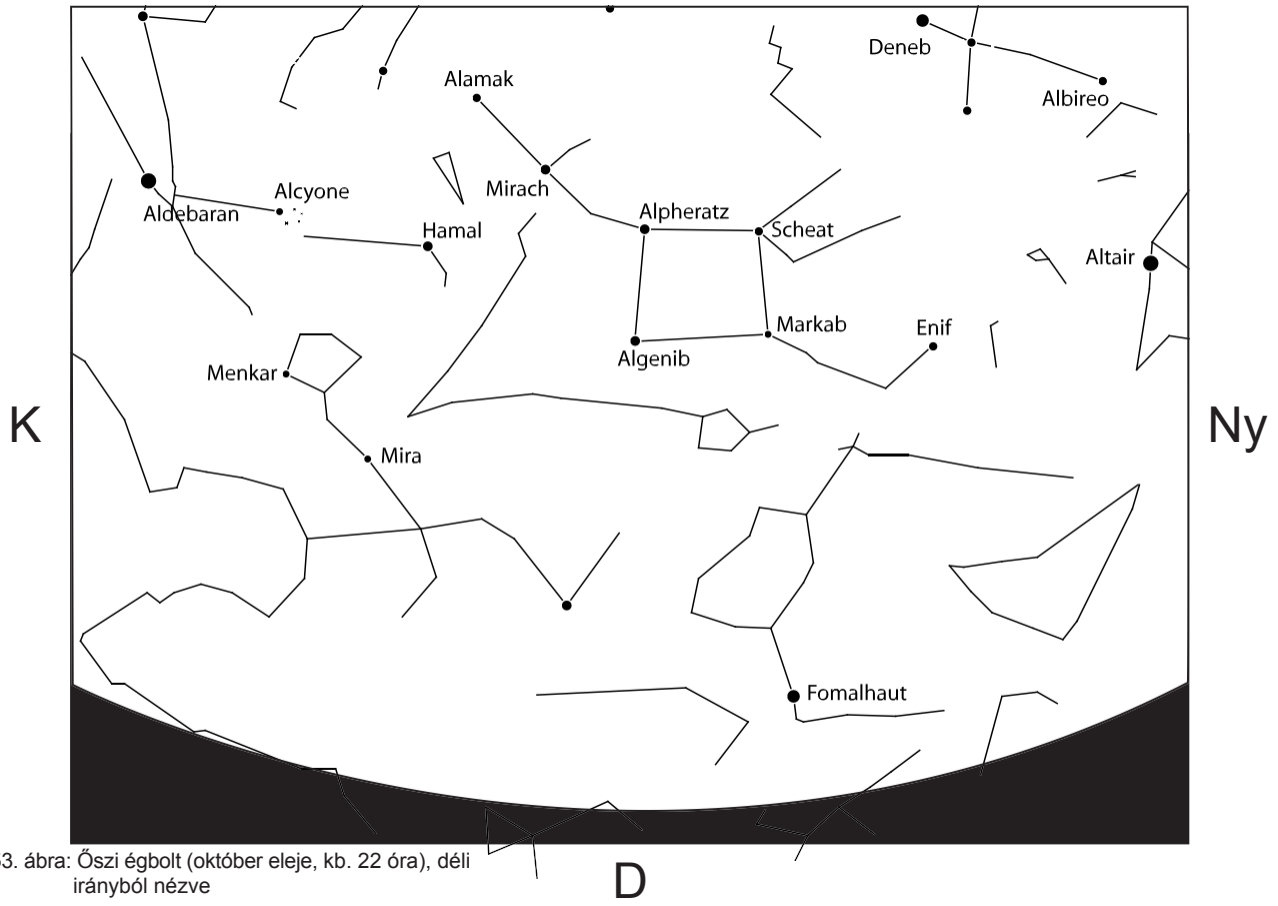 Deneb
Alamak
Albireo
Mirach
Alcyone
Aldebaran
Alpheratz
Hamal
Scheat
Altair
Markab
Enif
Algenib
Menkar
K
Ny
Mira
Fomalhaut
3. ábra: Őszi égbolt (október eleje, kb. 22 óra), déli
irányból nézve
D